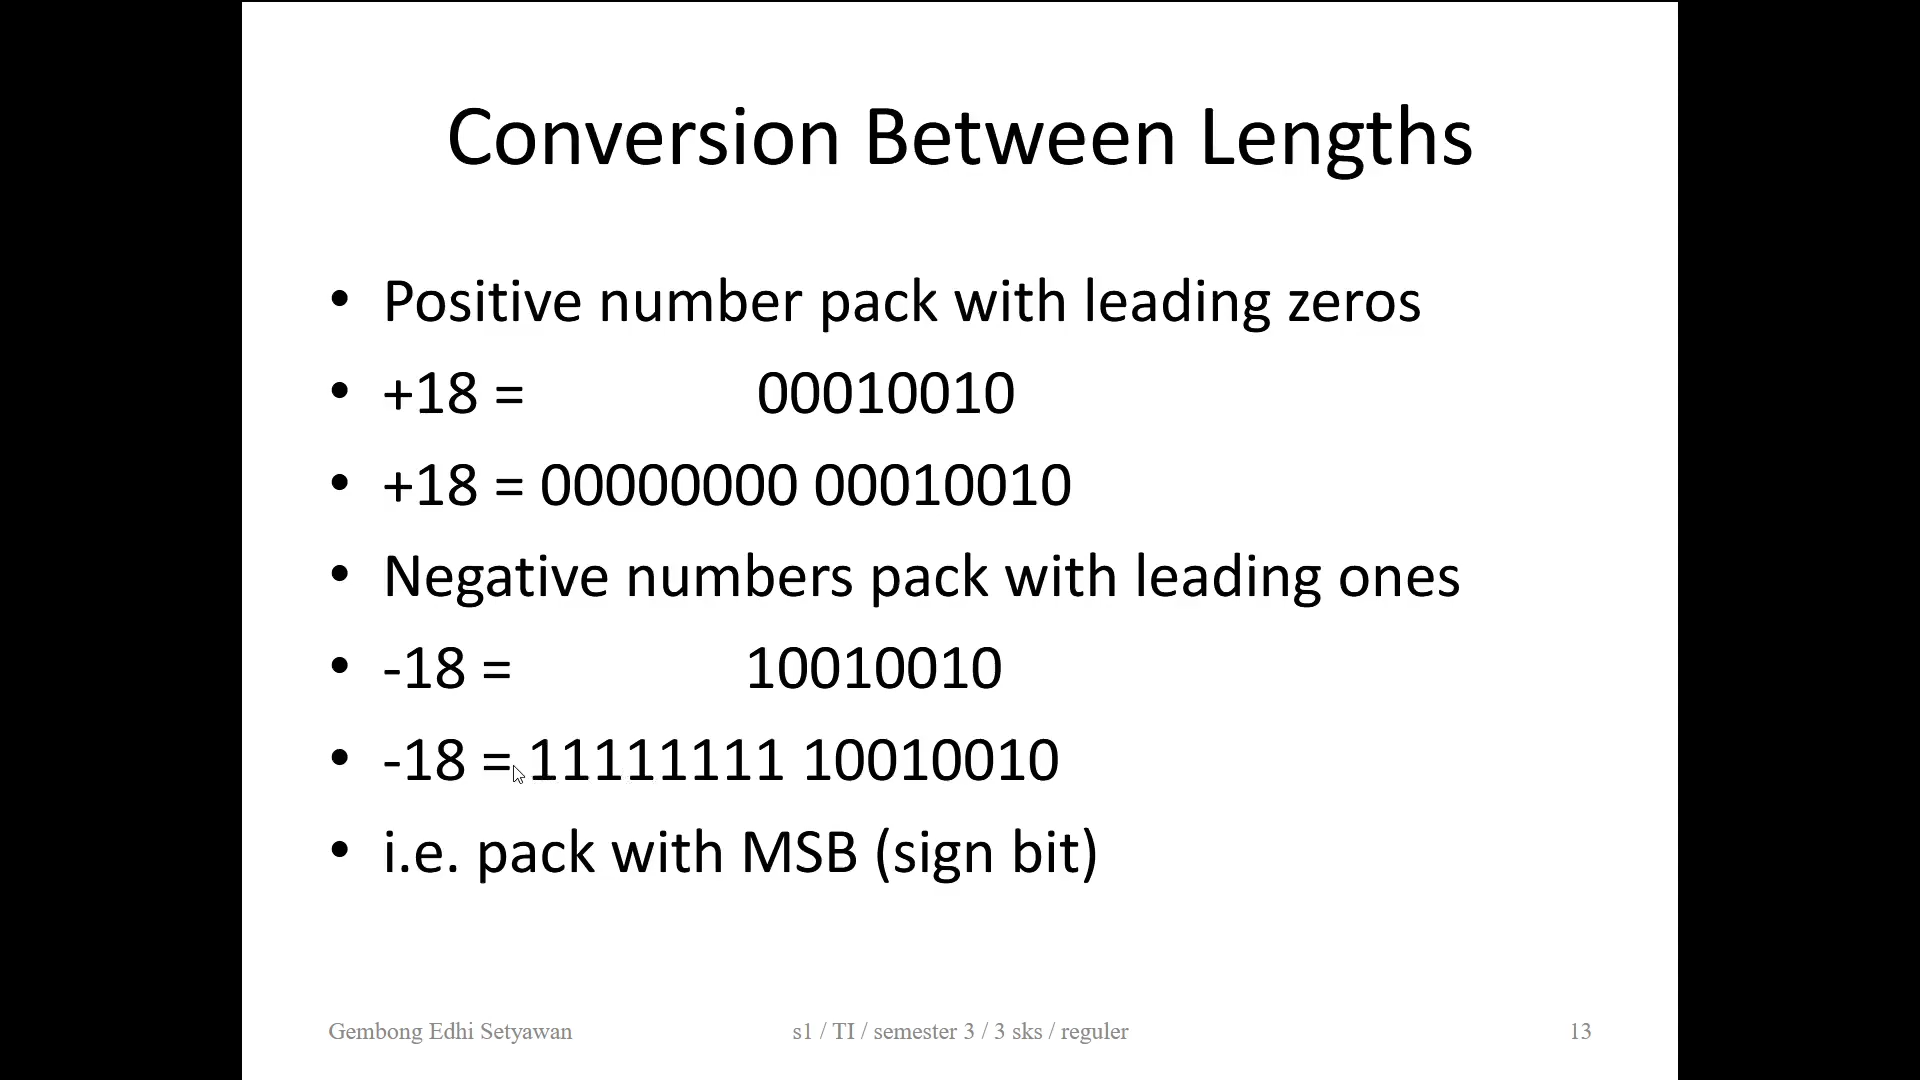 Conversion Between Lengths
• Positive number pack with leading zeros
• +18 = 00010010
• +18 = 00000000 00010010
• Negative numbers pack with leading ones
• -18 = 10010010
• -18 = 11111111 10010010
• i.e. pack with MSB (sign bit)
Gembong Edhi Setyawan s1 / TI / semester 3 / 3 sks / reguler 13